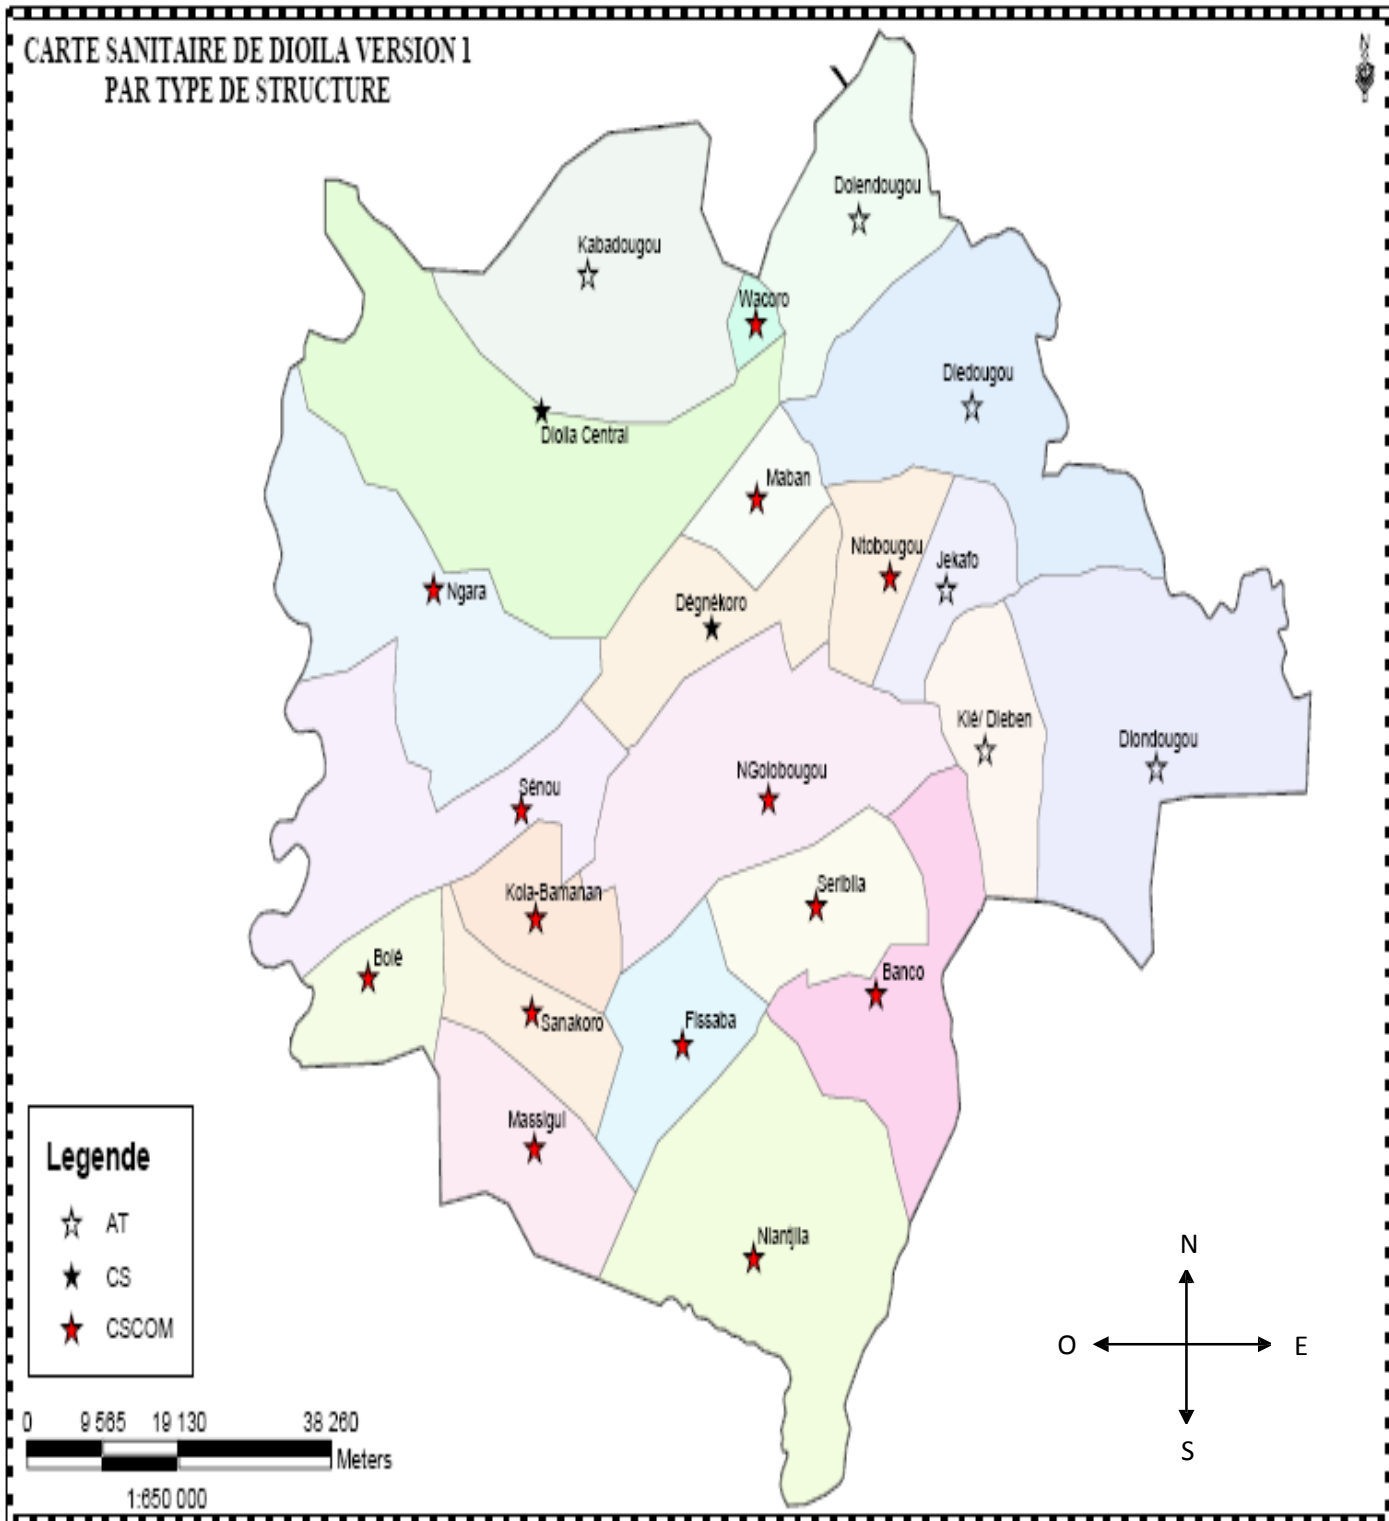 CARTE SANITAIRE DE DIOILA VERSION 1
PAR TYPE DE STRUCTURE
N
Dolendougou
Kabadougou
Wacoro
Diedougou
Dioila Central
Maban
Ntobougou
Jekafo
Ngara
Dégnékoro
Klé/ Dieben
Diondougou
NGolobougou
Sénou
Seribila
Kola-Bamanan
Bolé
Banco
Sanakoro
Fissaba
Massigui
Niantjila
Legende
AT
CS
CSCOM
N
O E
S
0 9 565 19 130 38 260
Meters
1:650 000